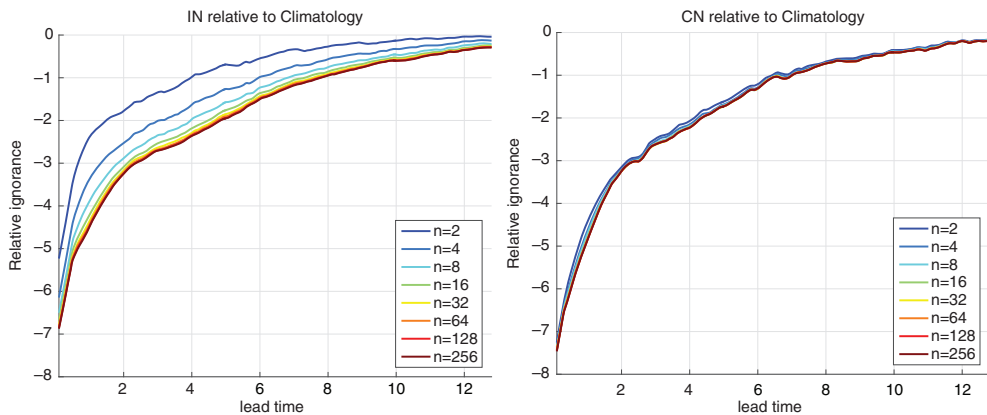 IN relative to Climatology
Relative ignorance
0
−1
−2
−3
−4
−5
−6
−7
−8
2
4
6
8
10
12
lead time
n=2
n=4
n=8
n=16
n=32
n=64
n=128
n=256
CN relative to Climatology
Relative ignorance
0
−1
−2
−3
−4
−5
−6
−7
−8
2
4
6
8
10
12
lead time
n=2
n=4
n=8
n=16
n=32
n=64
n=128
n=256